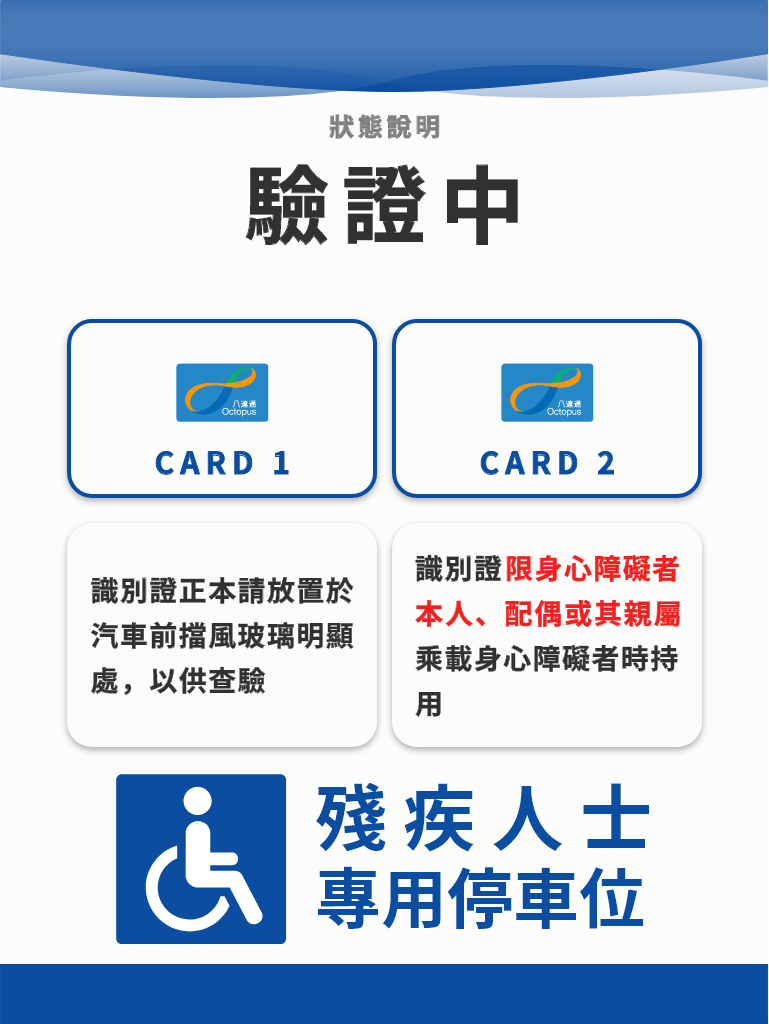 狀態說明
驗證中
八達通
Octopus
CARD 1
八達通
Octopus
CARD 2
識別證正本請放置於
汽車前擋風玻璃明顯
處，以供查驗
識別證限身心障礙者
本人、配偶或其親屬
乘載身心障礙者時持
用
殘疾人士
專用停車位